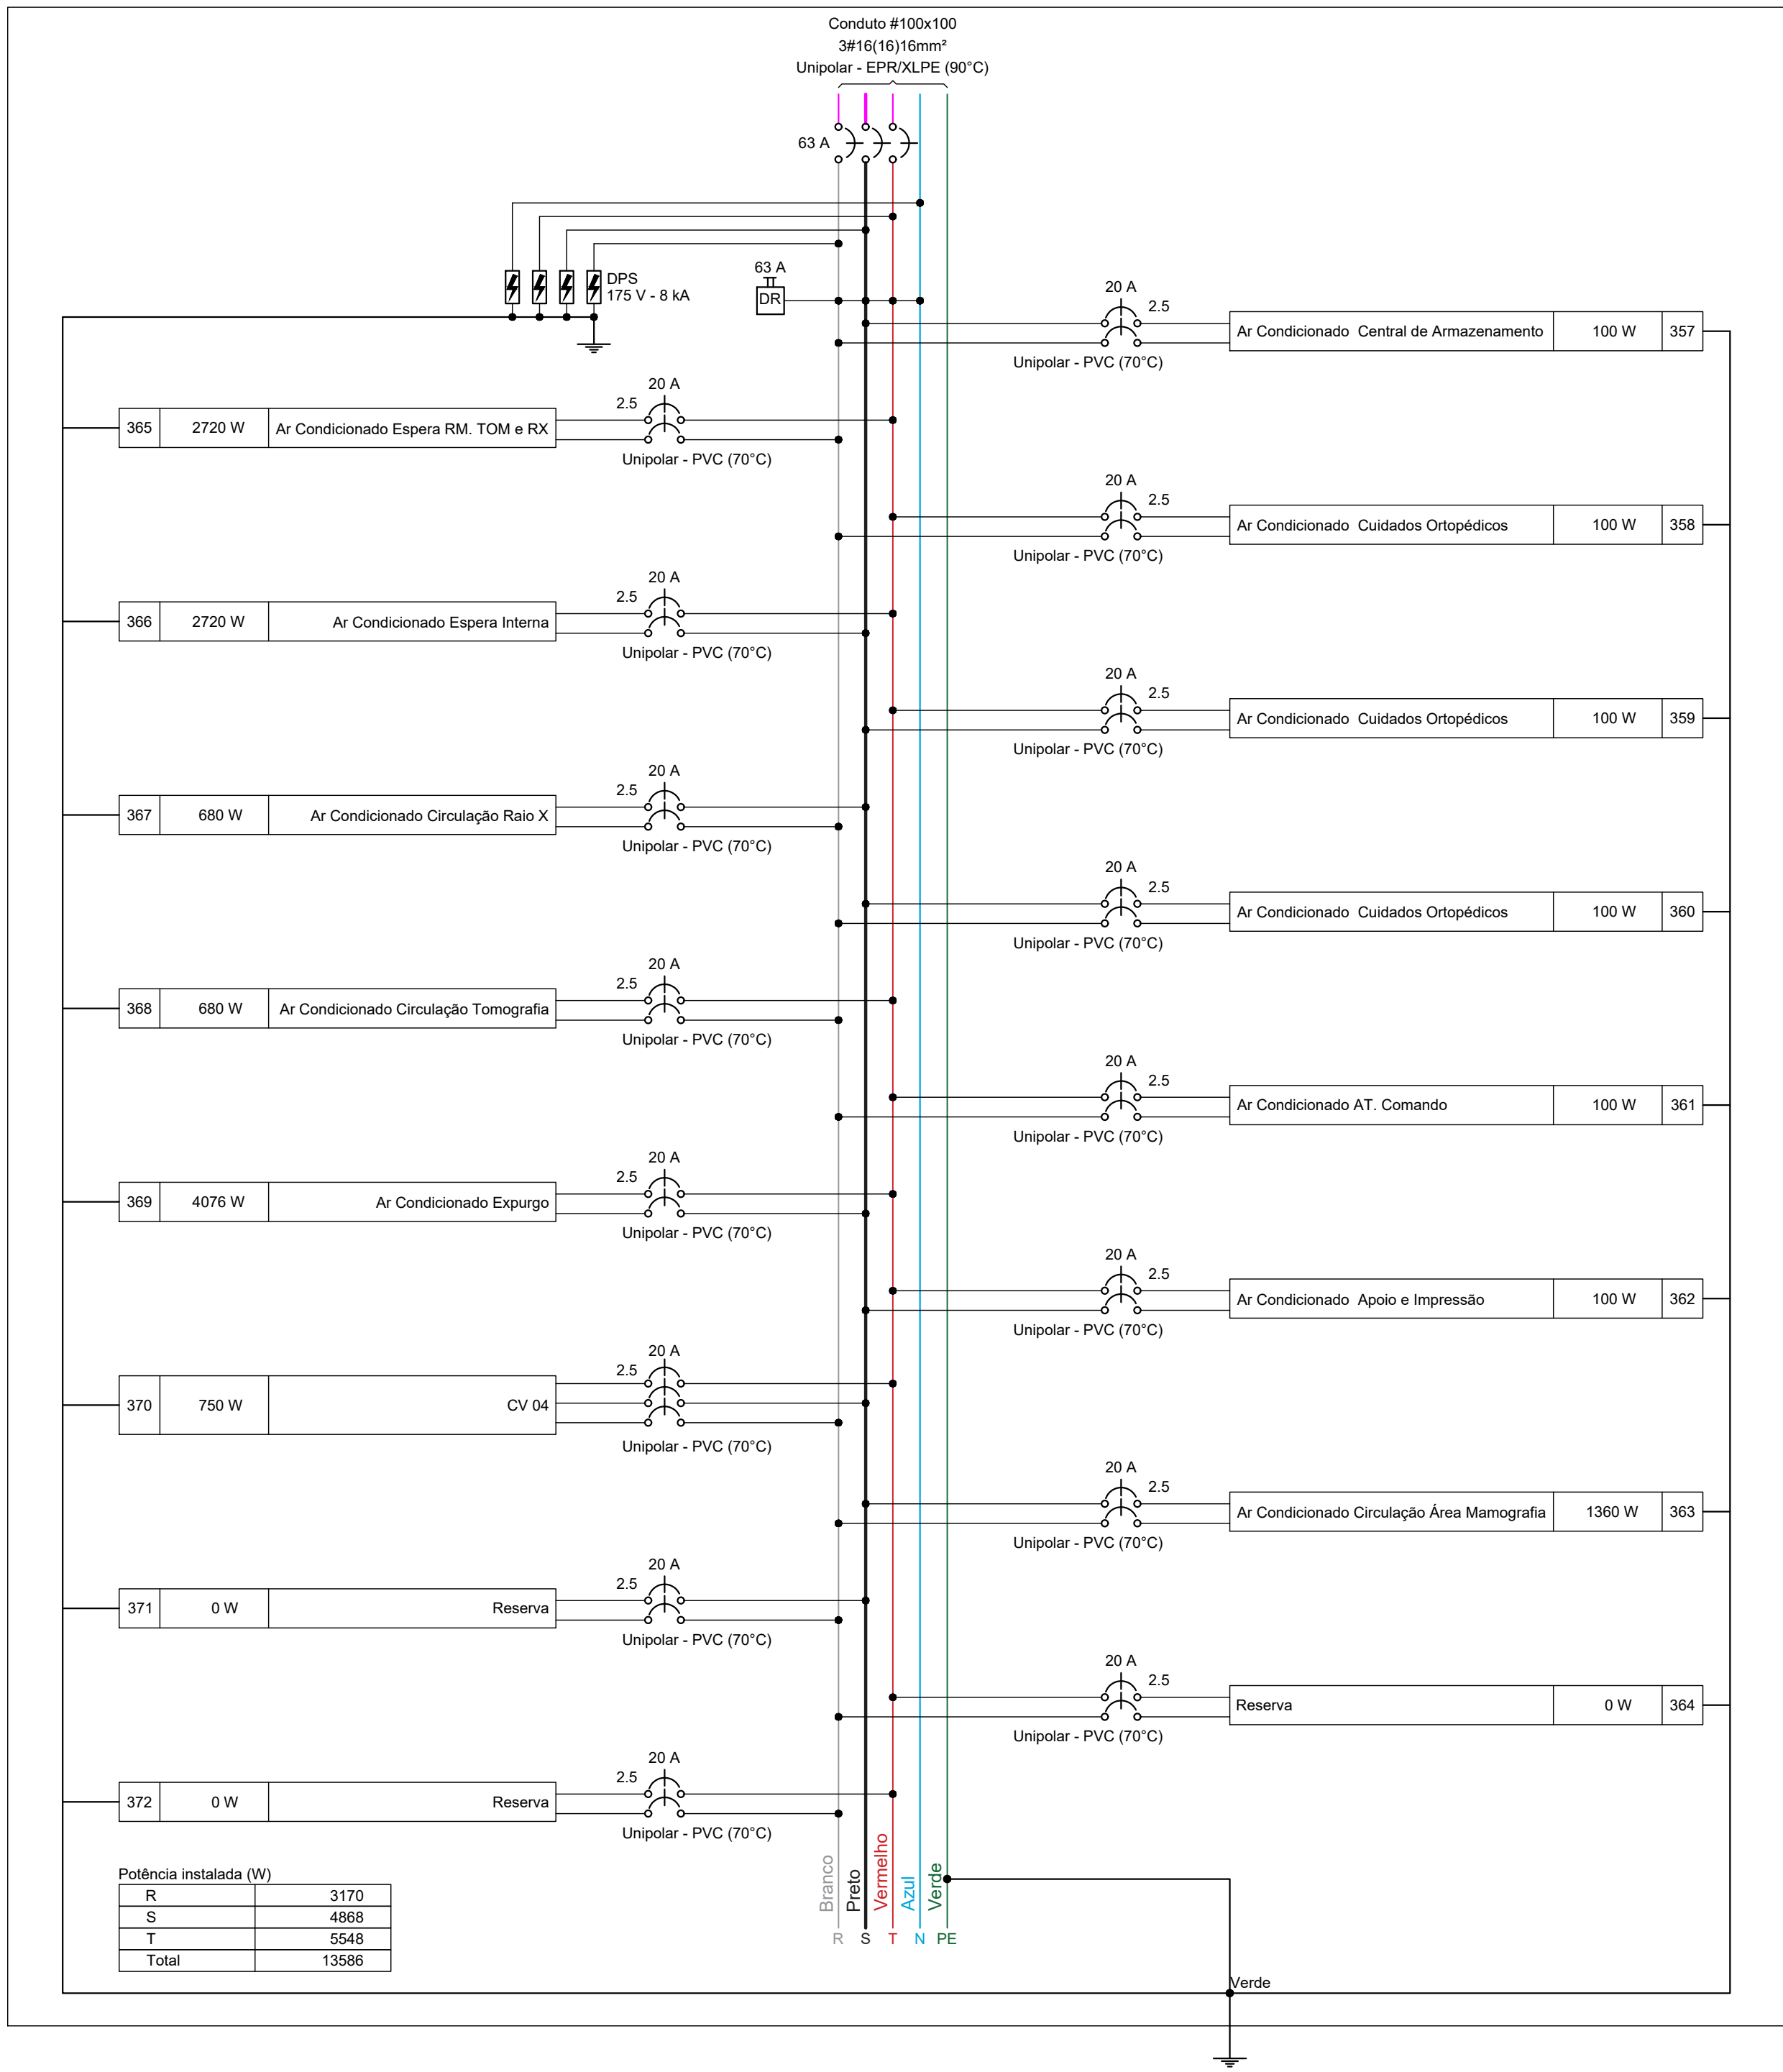 Conduto #100x100
3#16(16)16mm²
Unipolar - EPR/XLPE (90°C)
63 A
DPS
175 V - 8 kA
63 A
DR
20 A
2.5
Ar Condicionado  Central de Armazenamento 100 W 357
Unipolar - PVC (70°C)
20 A
2.5
365 2720 W Ar Condicionado Espera RM. TOM e RX
Unipolar - PVC (70°C)
20 A
2.5
Ar Condicionado  Cuidados Ortopédicos 100 W 358
Unipolar - PVC (70°C)
20 A
2.5
366 2720 W Ar Condicionado Espera Interna
Unipolar - PVC (70°C)
20 A
2.5
Ar Condicionado  Cuidados Ortopédicos 100 W 359
Unipolar - PVC (70°C)
20 A
2.5
367 680 W Ar Condicionado Circulação Raio X
Unipolar - PVC (70°C)
20 A
2.5
Ar Condicionado  Cuidados Ortopédicos 100 W 360
Unipolar - PVC (70°C)
20 A
2.5
368 680 W Ar Condicionado Circulação Tomografia
Unipolar - PVC (70°C)
20 A
2.5
Ar Condicionado AT. Comando 100 W 361
Unipolar - PVC (70°C)
20 A
2.5
369 4076 W Ar Condicionado Expurgo
Unipolar - PVC (70°C)
20 A
2.5
Ar Condicionado  Apoio e Impressão 100 W 362
Unipolar - PVC (70°C)
20 A
2.5
370 750 W CV 04
Unipolar - PVC (70°C)
20 A
2.5
Ar Condicionado Circulação Área Mamografia 1360 W 363
Unipolar - PVC (70°C)
20 A
2.5
371 0 W Reserva
Unipolar - PVC (70°C)
20 A
2.5
Reserva 0 W 364
Unipolar - PVC (70°C)
20 A
2.5
372 0 W Reserva
Unipolar - PVC (70°C)
Potência instalada (W)
R 3170
S 4868
T 5548
Total 13586
Branco
Preto
Vermelho
Azul
Verde
R S T N PE
Verde